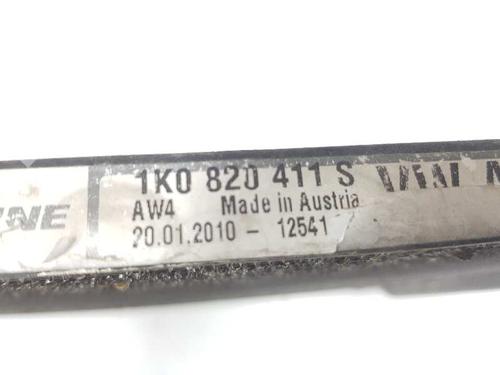 1K0 820 411 S
AW4 Made in Austria
20.01.2010 - 12541